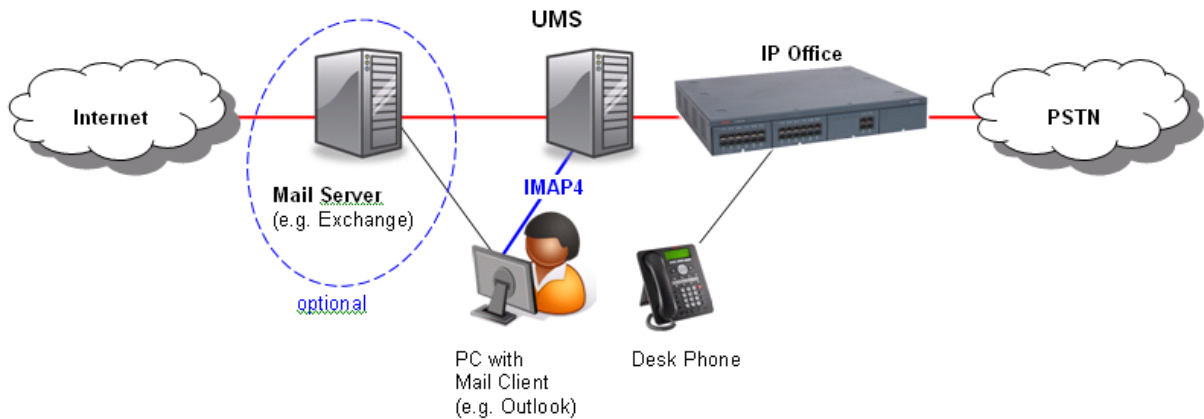 UMS
IP Office
Internet
PSTN
IMAP4
Mail Server
(e.g. Exchange)
optional
PC with
Mail Client
(e.g. Outlook)
Desk Phone